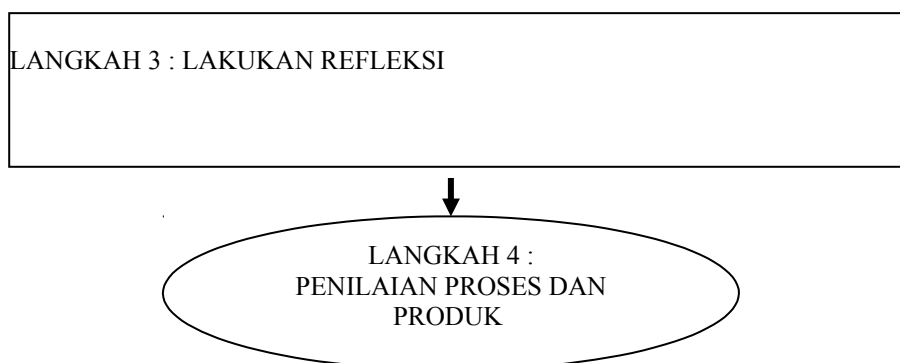 LANGKAH 3 : LAKUKAN REFLEKSI
LANGKAH 4 :
PENILAIAN PROSES DAN
PRODUK